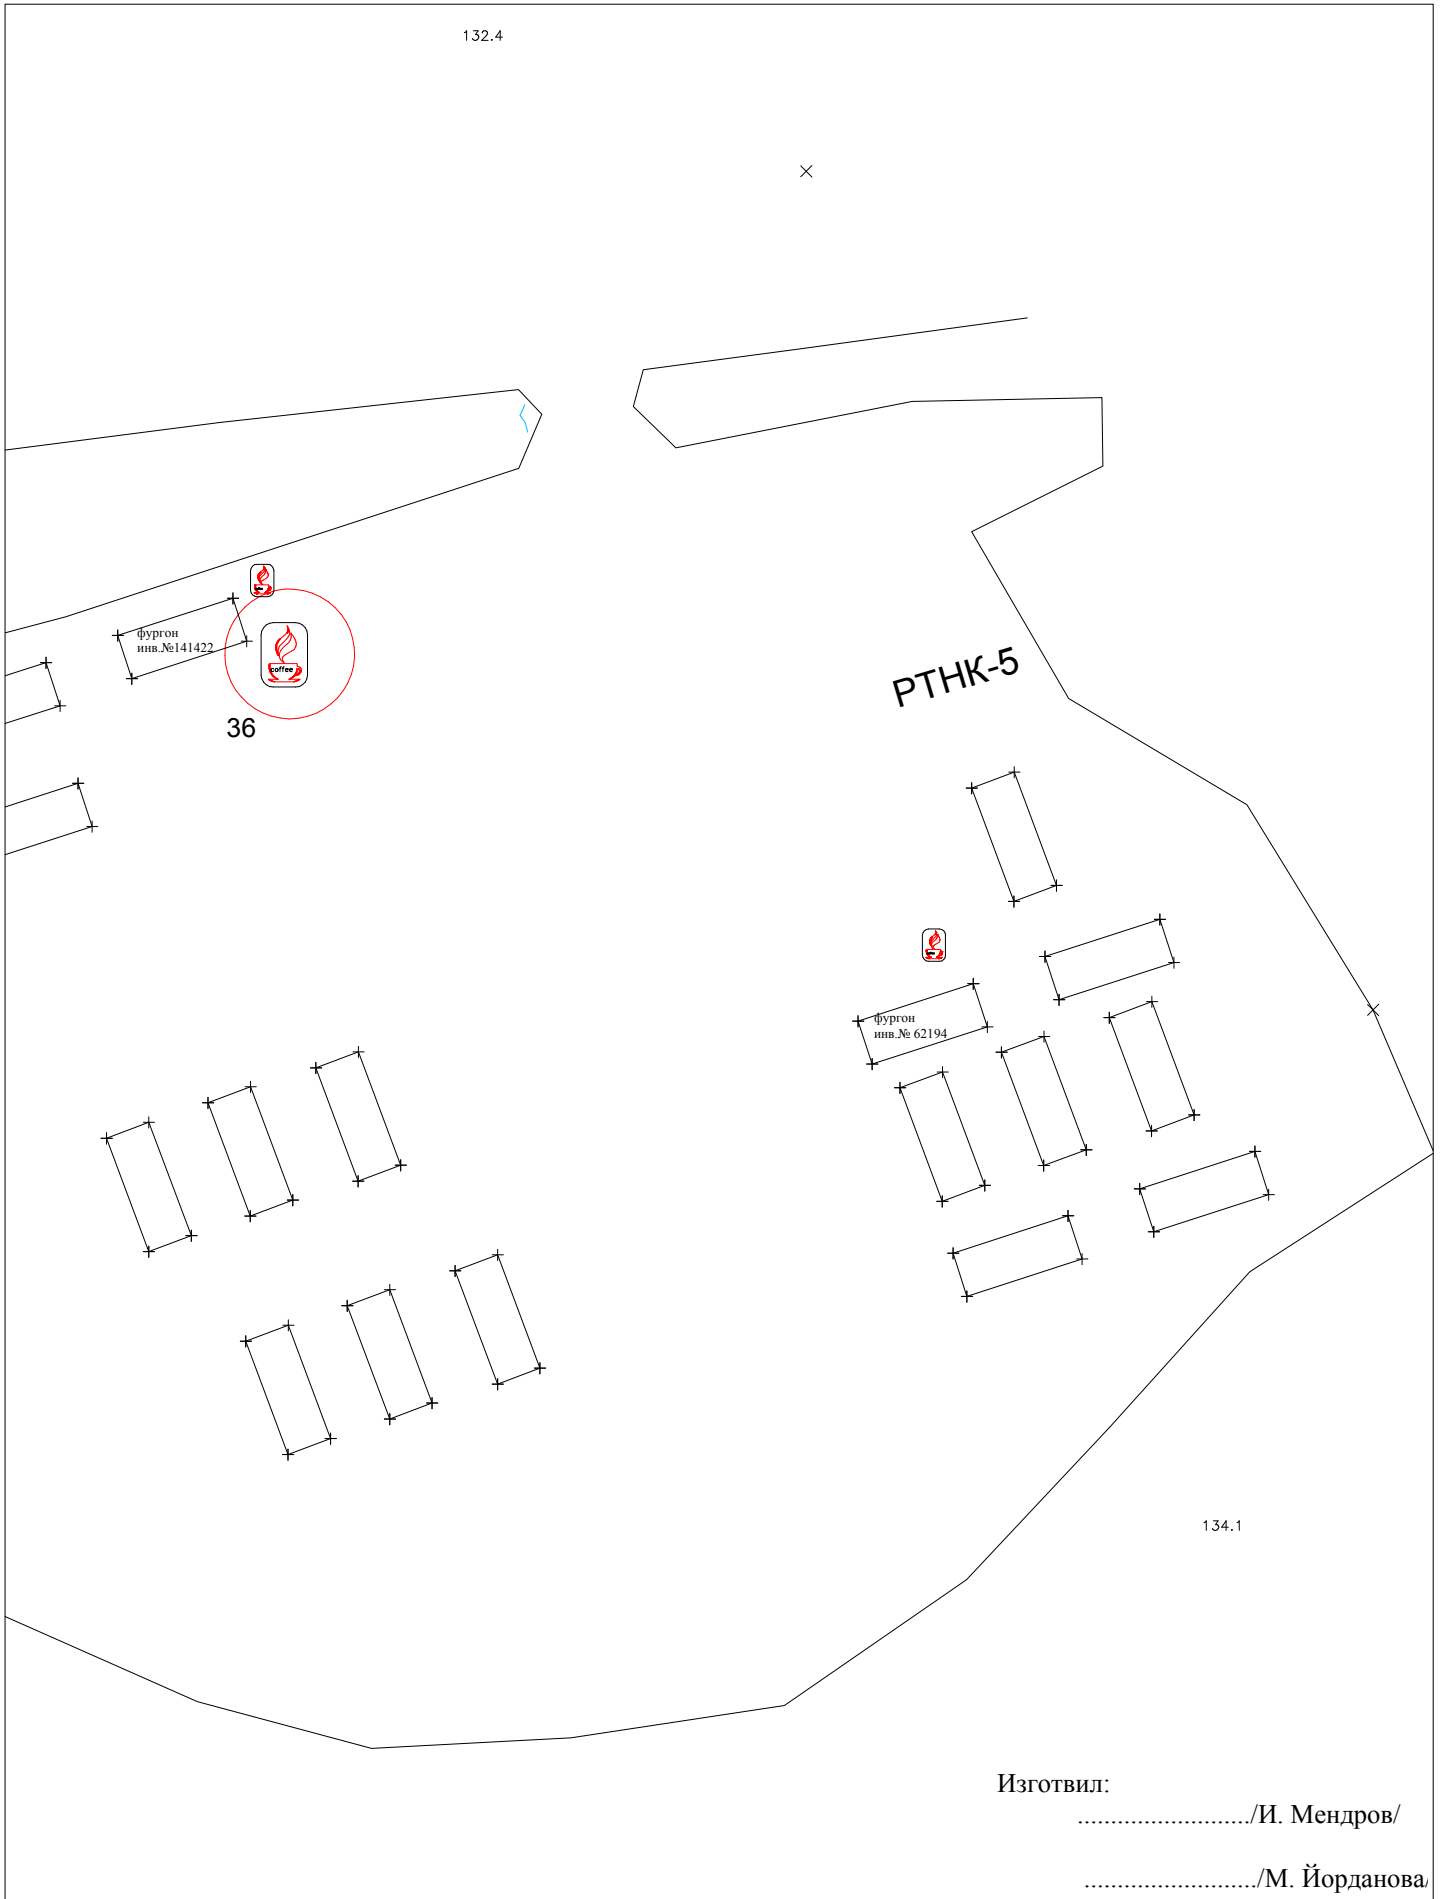 132.4
фургон
инв.№141422
coffee
36
РТНК-5
фургон
инв.№ 62194
134.1
Изготвил:
........................../И. Мендров/
........................../М. Йорданова/